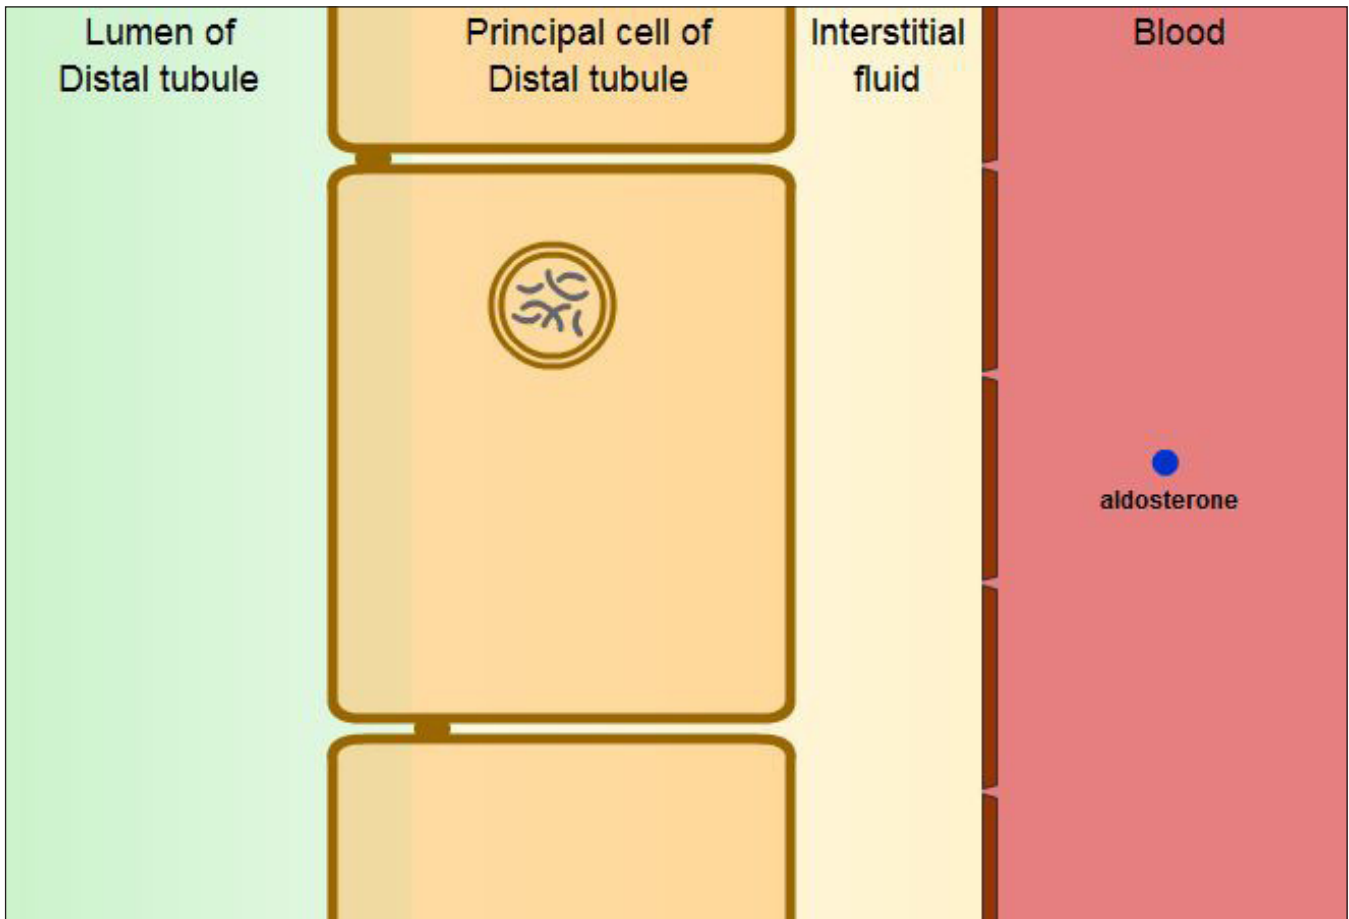 Lumen of
Distal tubule
Principal cell of
Distal tubule
Interstitial
fluid
Blood
aldosterone